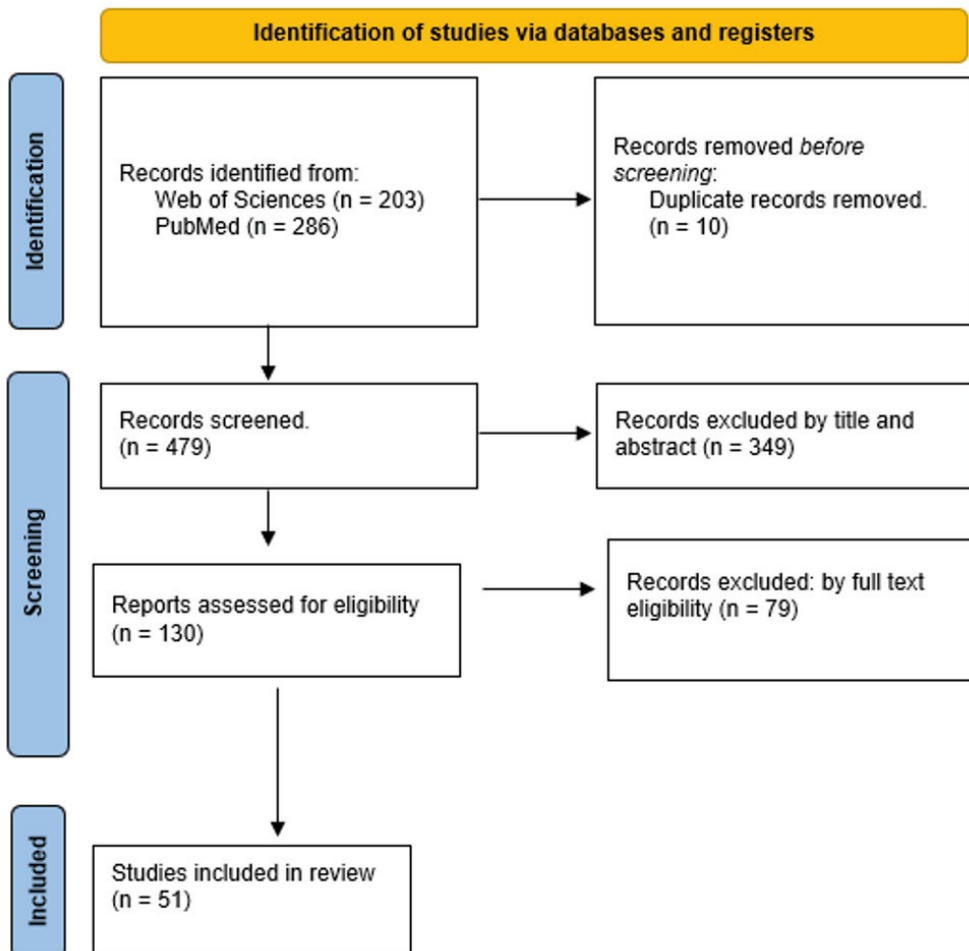 Identification of studies via databases and registers
Identification
Records identified from:
Web of Sciences (n = 203)
PubMed (n = 286)
Records removed before
screening:
Duplicate records removed.
(n = 10)
Screening
Records screened.
(n = 479)
Records excluded by title and
abstract (n = 349)
Reports assessed for eligibility
(n = 130)
Records excluded: by full text
eligibility (n = 79)
Included
Studies included in review
(n = 51)